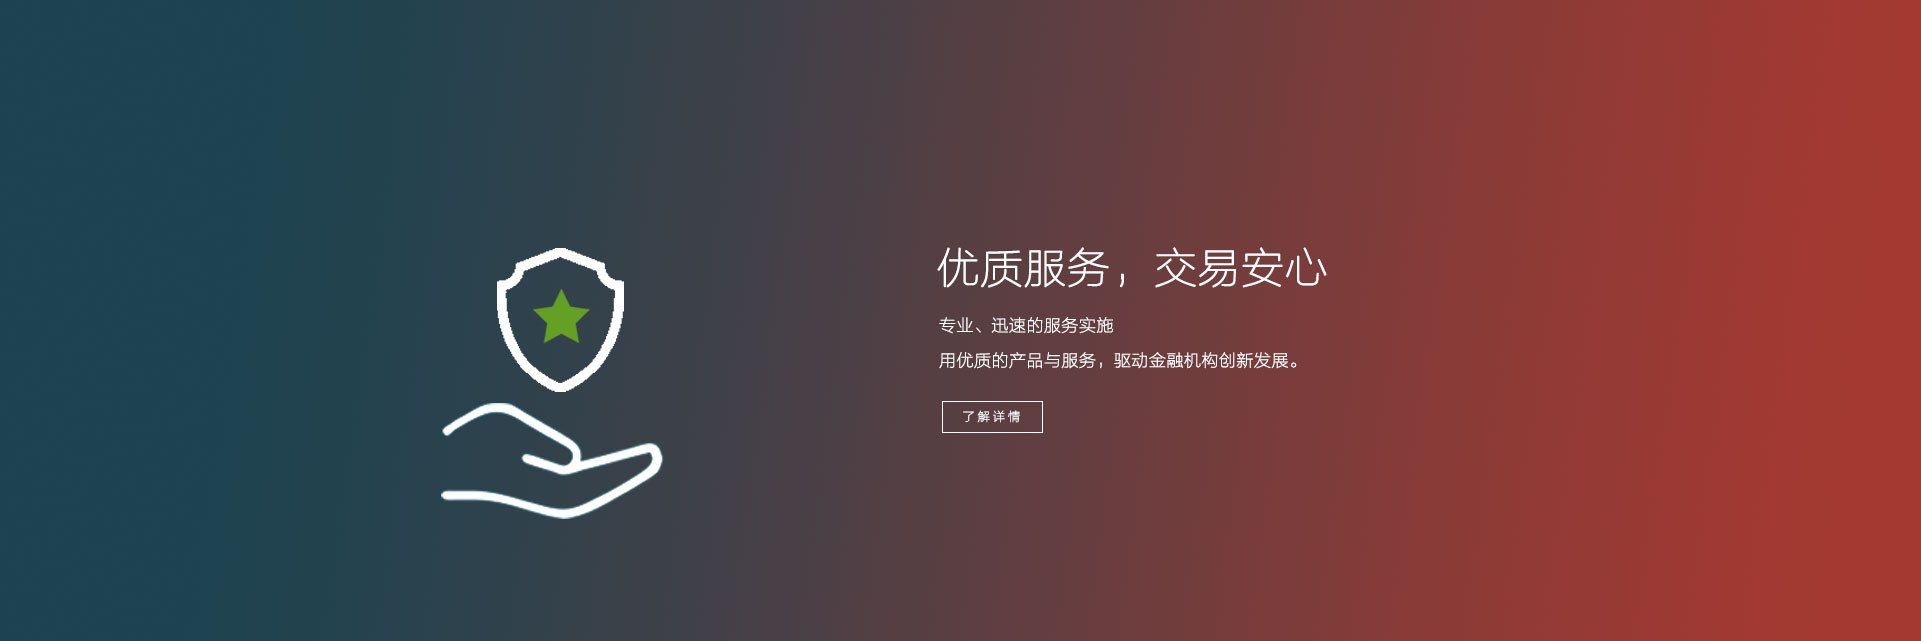 优质服务，交易安心
专业、迅速的服务实施
用优质的产品与服务，驱动金融机构创新发展。
了解详情